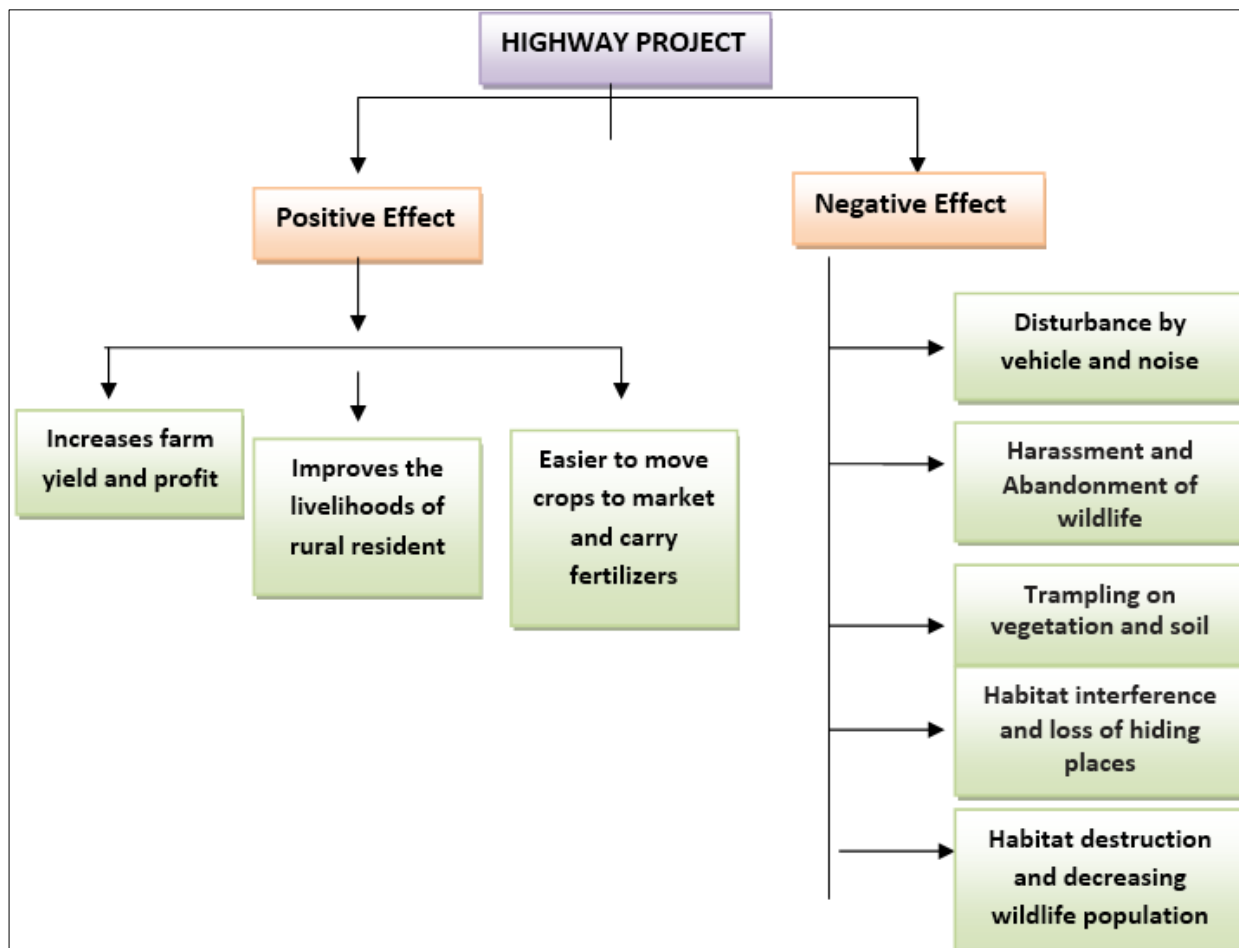 HIGHWAY PROJECT
Positive Effect
Negative Effect
Increases farm
yield and profit
Improves the
livelihoods of
rural resident
Easier to move
crops to market
and carry
fertilizers
Disturbance by
vehicle and noise
Harassment and
Abandonment of
wildlife
Trampling on
vegetation and soil
Habitat interference
and loss of hiding
places
Habitat destruction
and decreasing
wildlife population